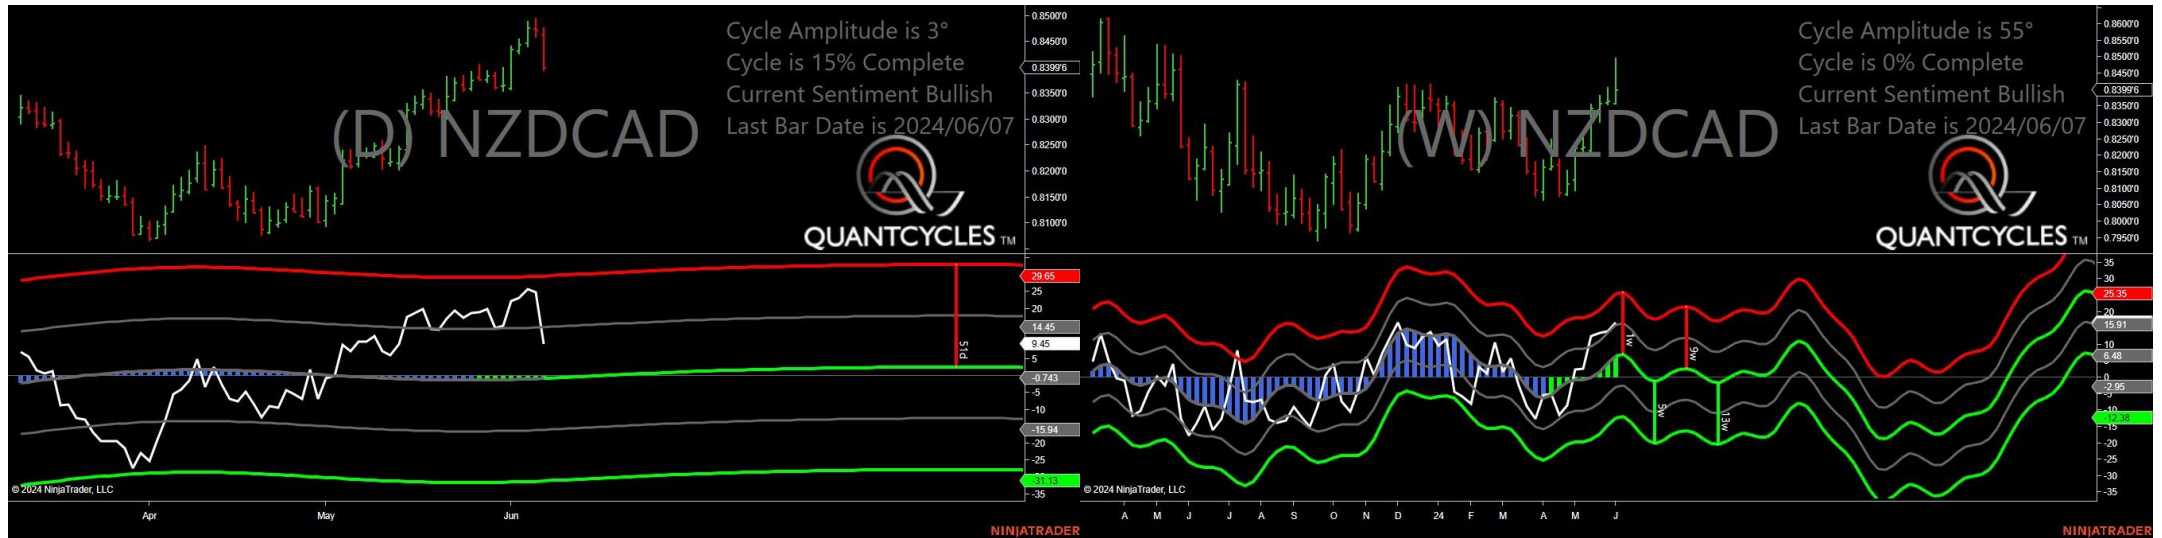 Cycle Amplitude is 3°
Cycle is 15% Complete
Current Sentiment Bullish
Last Bar Date is 2024/06/07
(D) NZDCAD
QUANTCYCLES TM
0.8500'0
0.8450'0
0.8399'6
0.8350'0
0.8300'0
0.8250'0
0.8200'0
0.8150'0
0.8100'0
51d
29.65
25
20
14.45
9.45
5
-0.743
-5
-10
-15.94
-20
-25
-31.13
-35
© 2024 NinjaTrader, LLC
Apr May Jun
NINJATRADER
Cycle Amplitude is 55°
Cycle is 0% Complete
Current Sentiment Bullish
Last Bar Date is 2024/06/07
(W) NZDCAD
QUANTCYCLES TM
0.8600'0
0.8550'0
0.8500'0
0.8450'0
0.8399'6
0.8350'0
0.8300'0
0.8250'0
0.8200'0
0.8150'0
0.8100'0
0.8050'0
0.8000'0
0.7950'0
1w
9w
5w
13w
35
30
25.35
20
15.91
10
6.48
0
-2.95
-5
-12.38
-15
-20
-25
-30
-35
© 2024 NinjaTrader, LLC
A M J J A S O N D 24 F M A M J
NINJATRADER